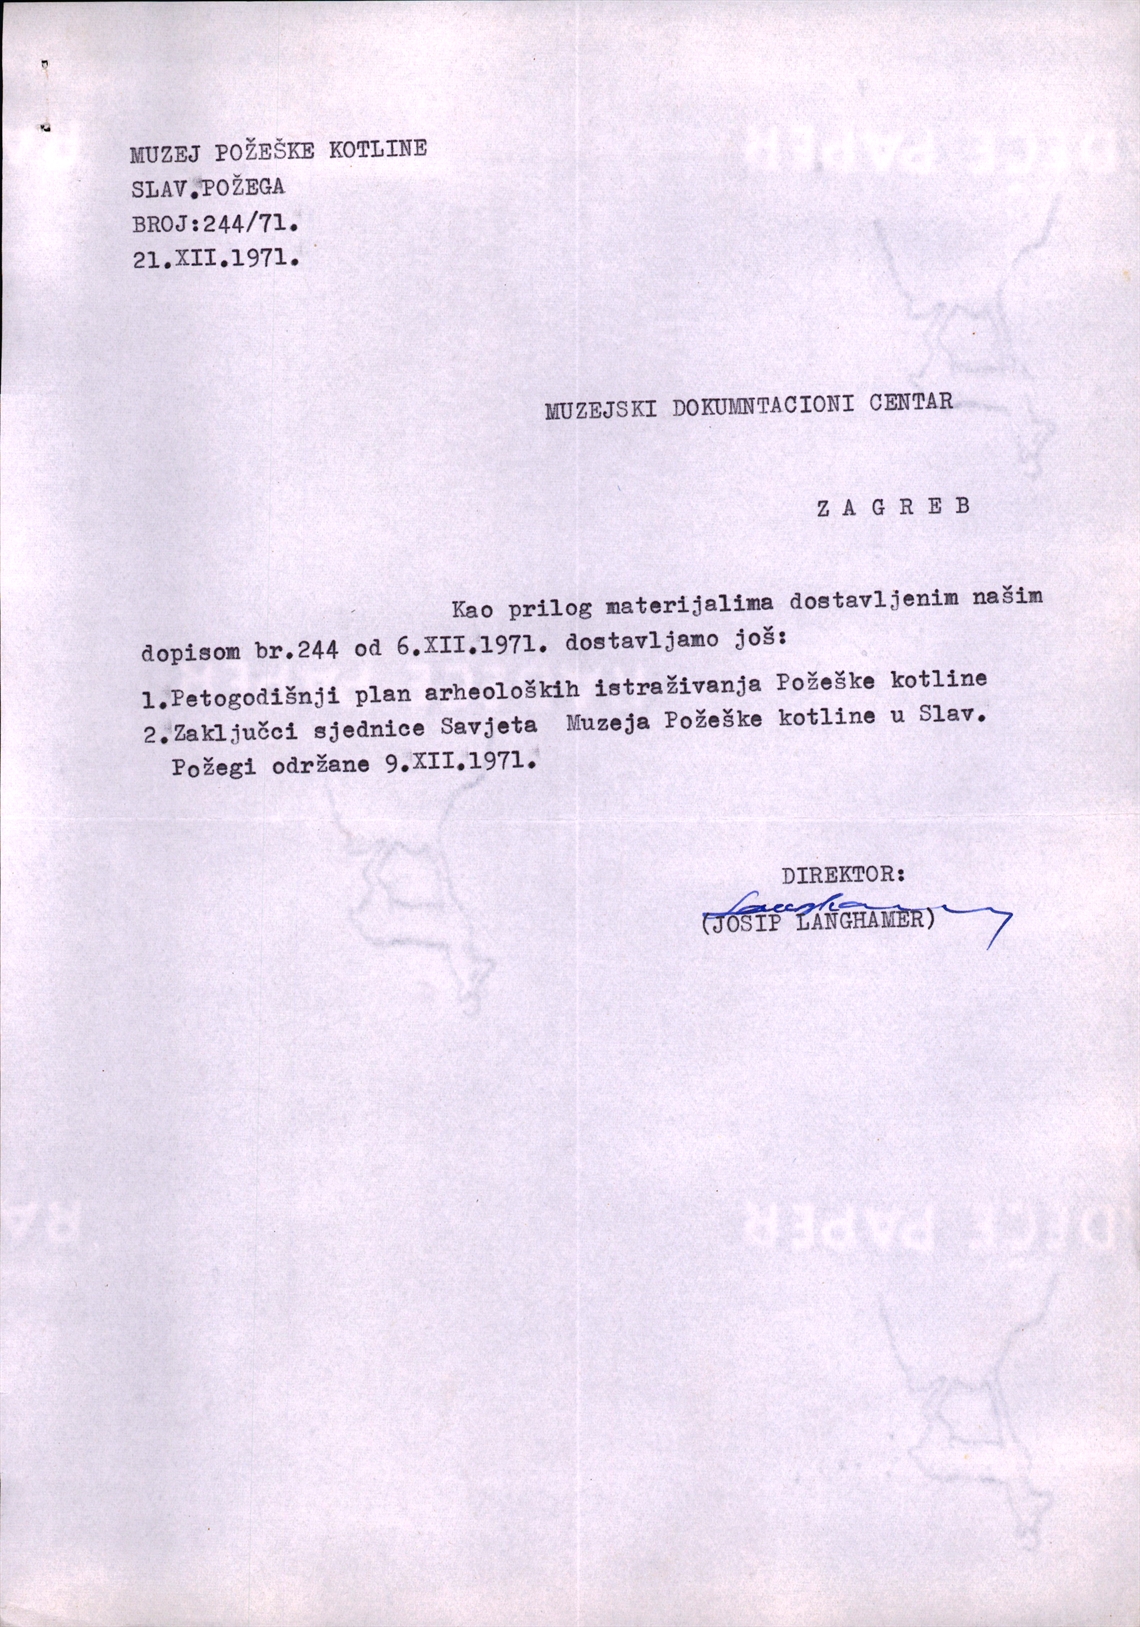 MUZEJ POŽEŠKE KOTLINE
SLAV.POŽEGA
BROJ:244/71.
21.XII.1971.
MUZEJSKI DOKUMNTACIONI CENTAR
Z A G R E B
Kao prilog materijalima dostavljenim našim
dopisom br.244 od 6.XII.1971. dostavljamo još:
1.Petogodišnji plan arheoloških istraživanja Požeške kotline
2.Zaključci sjednice Savjeta Muzeja Požeške kotline u Slav.
Požegi održane 9.XII.1971.
DIREKTOR:
(JOSIP LANGHAMER)